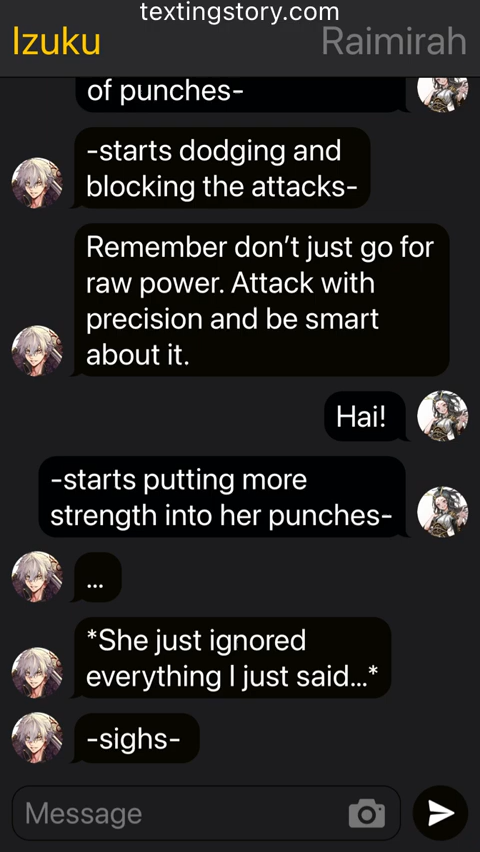 textingstory.com
Izuku
Raimirah
of punches-
-starts dodging and
blocking the attacks-
Remember don’t just go for
raw power. Attack with
precision and be smart
about it.
Hai!
-starts putting more
strength into her punches-
...
*She just ignored
everything I just said...*
-sighs-
Message